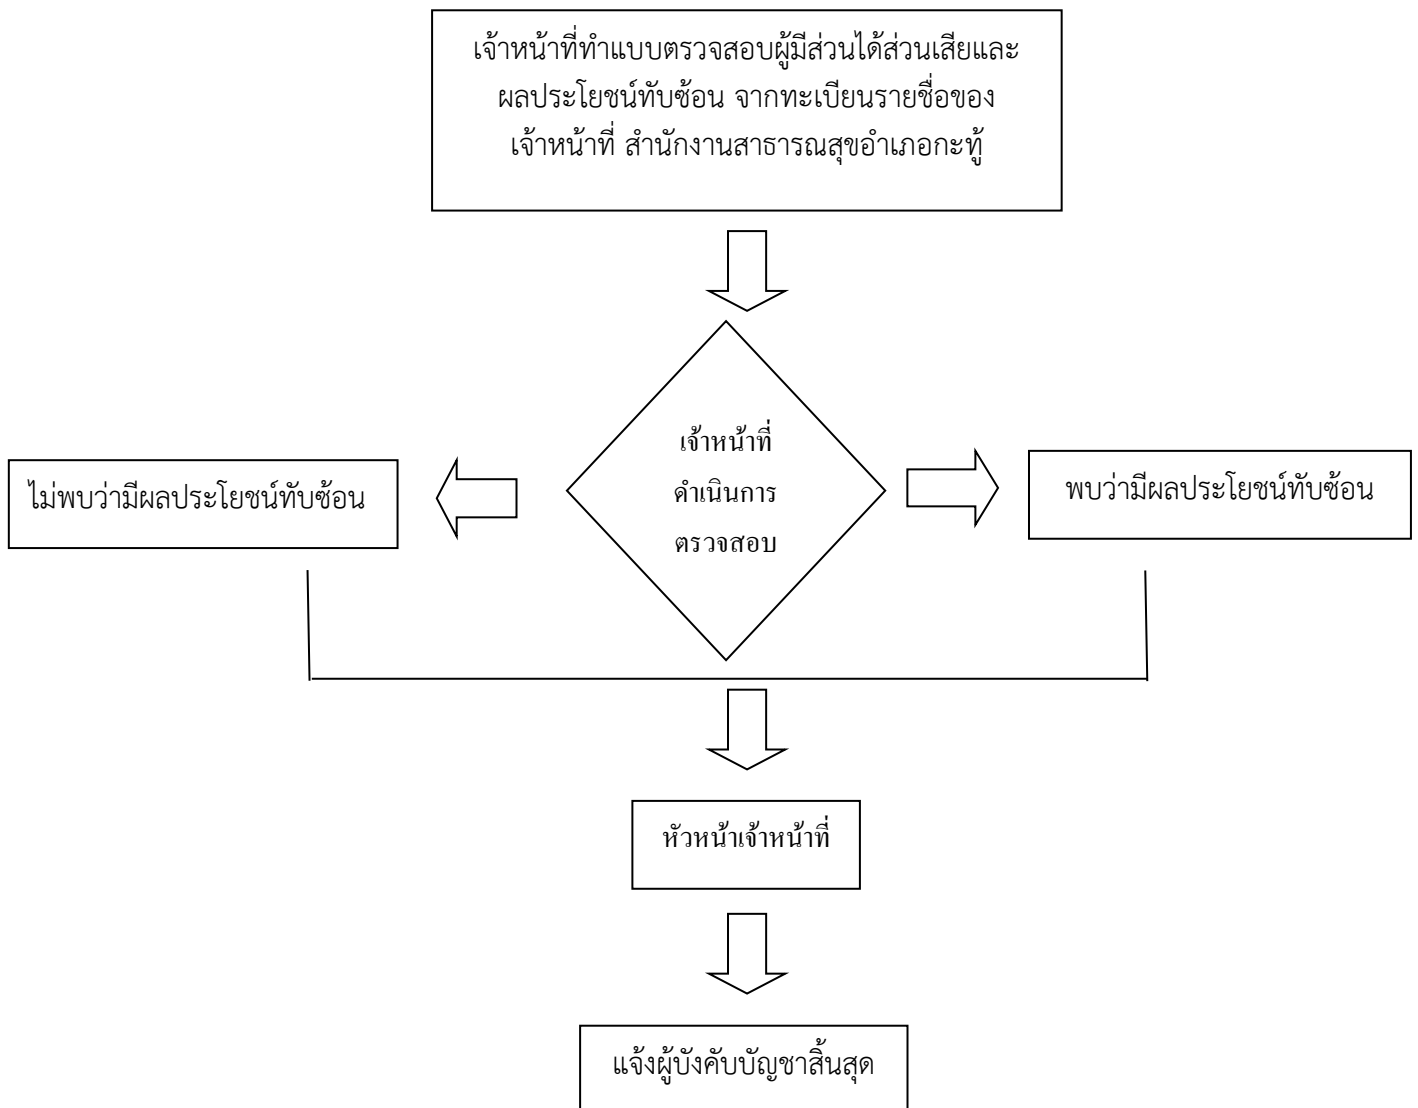 เจ้าหน้าที่ทำแบบตรวจสอบผู้มีส่วนได้ส่วนเสียและ
ผลประโยชน์ทับซ้อน จากทะเบียนรายชื่อของ
เจ้าหน้าที่ สำนักงานสาธารณสุขอำเภอกะทู้
เจ้าหน้าที่
ดำเนินการ
ตรวจสอบ
ไม่พบว่ามีผลประโยชน์ทับซ้อน
พบว่ามีผลประโยชน์ทับซ้อน
หัวหน้าเจ้าหน้าที่
แจ้งผู้บังคับบัญชาสิ้นสุด